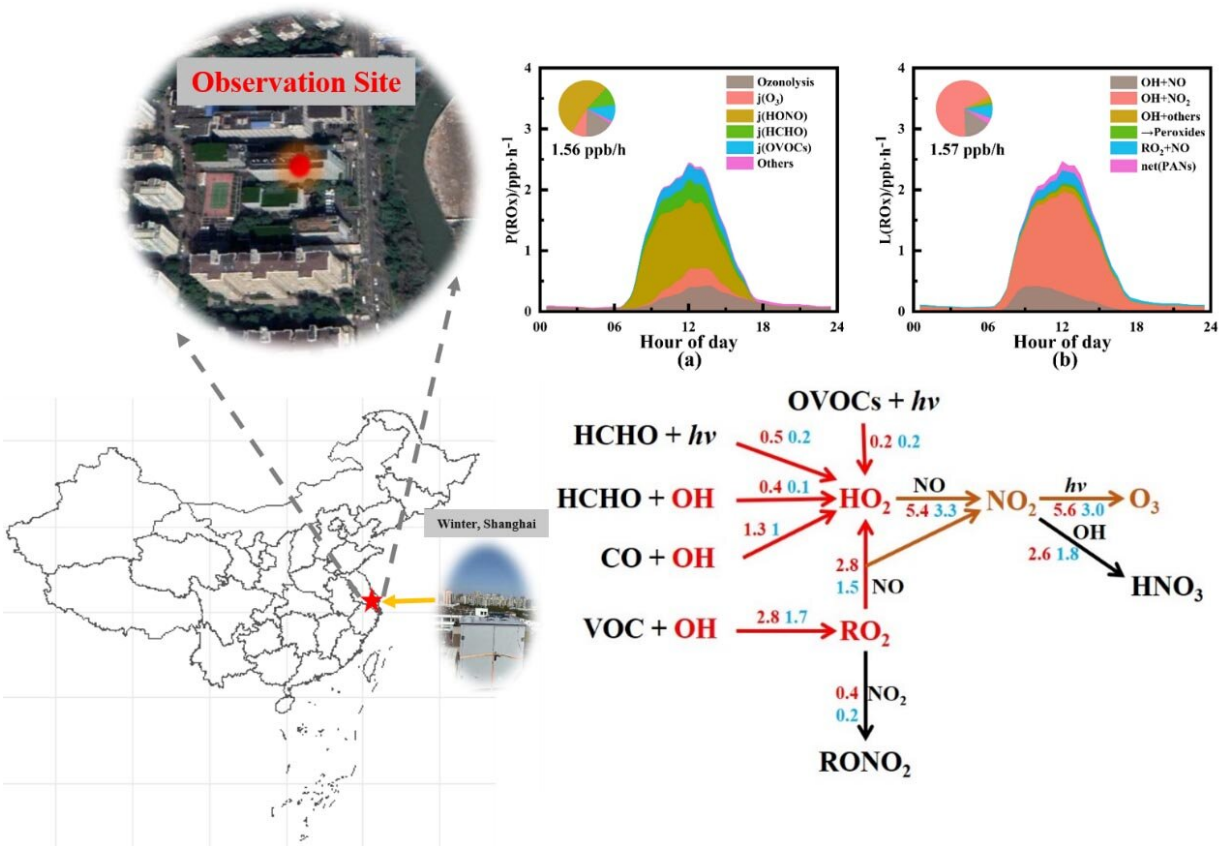 Observation Site
Winter, Shanghai
4
3
2
1
0
P(ROx)/ppb·h⁻¹
1.56 ppb/h
Ozonolysis
j(O₃)
j(HONO)
j(HCHO)
j(OVOCs)
Others
00 06 12 18 24
Hour of day
(a)
4
3
2
1
0
L(ROx)/ppb·h⁻¹
1.57 ppb/h
OH+NO
OH+NO₂
OH+others
→Peroxides
RO₂+NO
net(PANs)
00 06 12 18 24
Hour of day
(b)
OVOCs + hν
HCHO + hν
0.5 0.2
0.2 0.2
HCHO + OH
0.4 0.1
HO₂
NO
5.4 3.3
NO₂
hν
5.6 3.0
O₃
1.3 1
CO + OH
2.8
1.5
NO
OH
2.6 1.8
HNO₃
VOC + OH
2.8 1.7
RO₂
0.4
0.2
NO₂
RONO₂